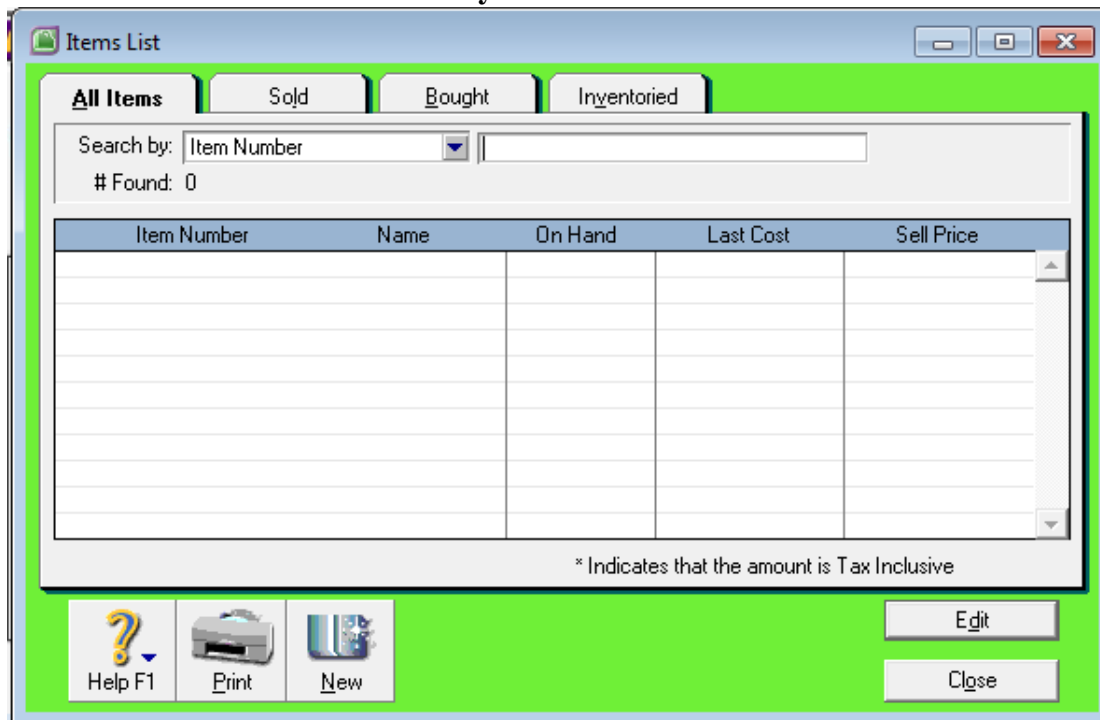 Items List
All Items Sold Bought Inventoried
Search by: Item Number
# Found: 0
Item Number Name On Hand Last Cost Sell Price
* Indicates that the amount is Tax Inclusive
Edit
Help F1 Print New Close